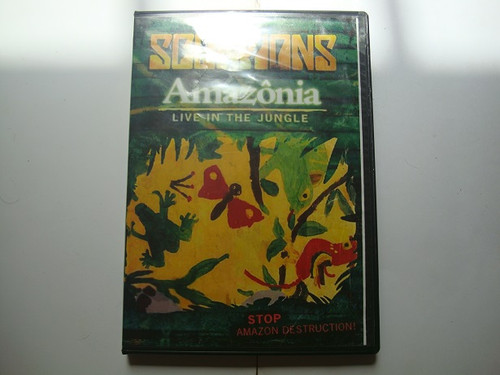 SCORPIONS
Amazônia
LIVE IN THE JUNGLE
STOP
AMAZON DESTRUCTION!